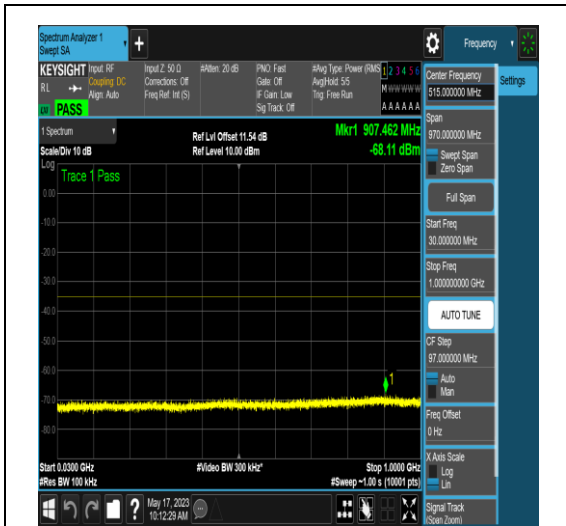 Spectrum Analyzer 1
Swept SA
+
Frequency
KEYSIGHT
RL
Input: RF
Coupling: DC
Align: Auto
Input Z: 50 Ω
Corrections: Off
Freq Ref: Int (S)
#Atten: 20 dB
PNO: Fast
Gate: Off
IF Gain: Low
Sig Track: Off
#Avg Type: Power (RMS
Avg|Hold: 5/5
Trig: Free Run
1 2 3 4 5 6
M W W W W W
A A A A A A
PASS
1 Spectrum
Scale/Div 10 dB
Ref Lvl Offset 11.54 dB
Ref Level 10.00 dBm
Mkr1 907.462 MHz
-68.11 dBm
Log
Trace 1 Pass
0.00
-10.0
-20.0
-30.0
-40.0
-50.0
-60.0
-70.0
-80.0
1
Start 0.0300 GHz
#Res BW 100 kHz
#Video BW 300 kHz*
Stop 1.0000 GHz
#Sweep ~1.00 s (10001 pts)
Center Frequency
515.000000 MHz
Settings
Span
970.000000 MHz
Swept Span
Zero Span
Full Span
Start Freq
30.000000 MHz
Stop Freq
1.000000000 GHz
AUTO TUNE
CF Step
97.000000 MHz
Auto
Man
Freq Offset
0 Hz
X Axis Scale
Log
Lin
Signal Track
(Span Zoom)
?
May 17, 2023
10:12:29 AM